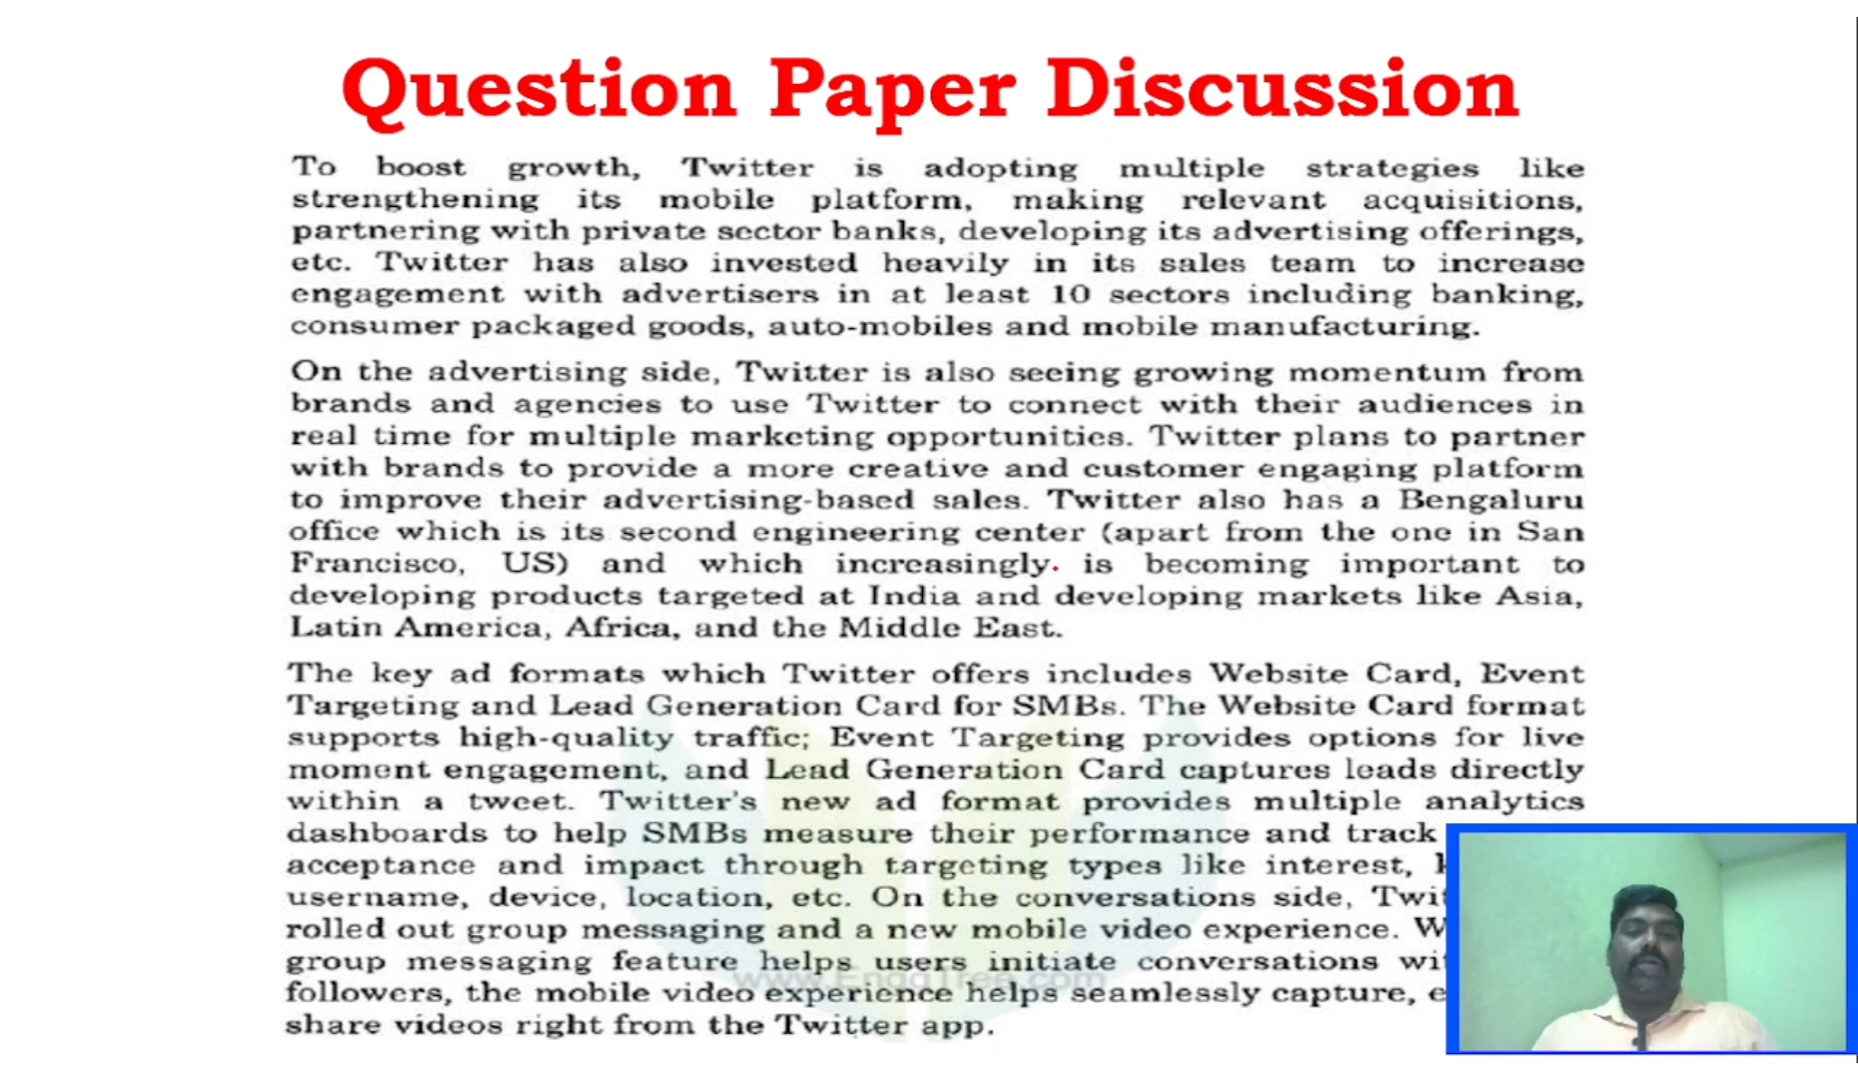 Question Paper Discussion
To boost growth, Twitter is adopting multiple strategies like
strengthening its mobile platform, making relevant acquisitions,
partnering with private sector banks, developing its advertising offerings,
etc. Twitter has also invested heavily in its sales team to increase
engagement with advertisers in at least 10 sectors including banking,
consumer packaged goods, auto-mobiles and mobile manufacturing.
On the advertising side, Twitter is also seeing growing momentum from
brands and agencies to use Twitter to connect with their audiences in
real time for multiple marketing opportunities. Twitter plans to partner
with brands to provide a more creative and customer engaging platform
to improve their advertising-based sales. Twitter also has a Bengaluru
office which is its second engineering center (apart from the one in San
Francisco, US) and which increasingly is becoming important to
developing products targeted at India and developing markets like Asia,
Latin America, Africa, and the Middle East.
The key ad formats which Twitter offers includes Website Card, Event
Targeting and Lead Generation Card for SMBs. The Website Card format
supports high-quality traffic; Event Targeting provides options for live
moment engagement, and Lead Generation Card captures leads directly
within a tweet. Twitter's new ad format provides multiple analytics
dashboards to help SMBs measure their performance and track
acceptance and impact through targeting types like interest,
username, device, location, etc. On the conversations side,
rolled out group messaging and a new mobile video experience.
group messaging feature helps users initiate conversations
followers, the mobile video experience helps seamlessly capture,
share videos right from the Twitter app.
www.EnggTree.com